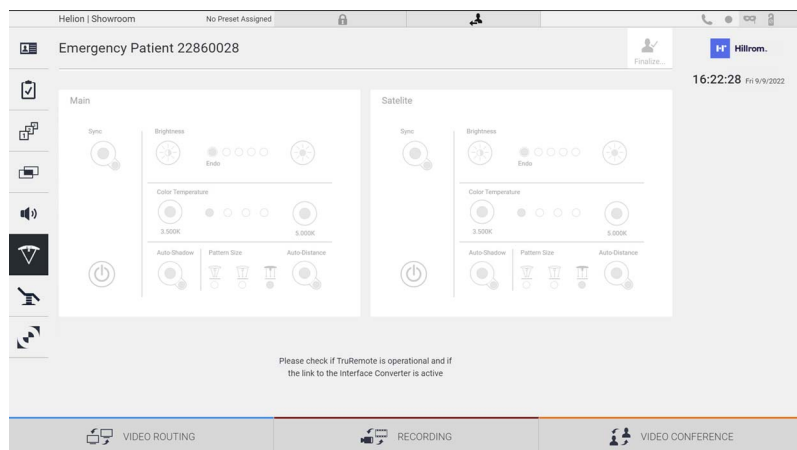 Helion | Showroom
No Preset Assigned
Emergency Patient 22860028
Finalize...
H Hillrom.
16:22:28 Fri 9/9/2022
Main
Sync
Brightness
Endo
Color Temperature
3.500K
5.000K
Auto-Shadow
Pattern Size
Auto-Distance
Satelite
Sync
Brightness
Endo
Color Temperature
3.500K
5.000K
Auto-Shadow
Pattern Size
Auto-Distance
Please check if TruRemote is operational and if
the link to the Interface Converter is active
VIDEO ROUTING
RECORDING
VIDEO CONFERENCE